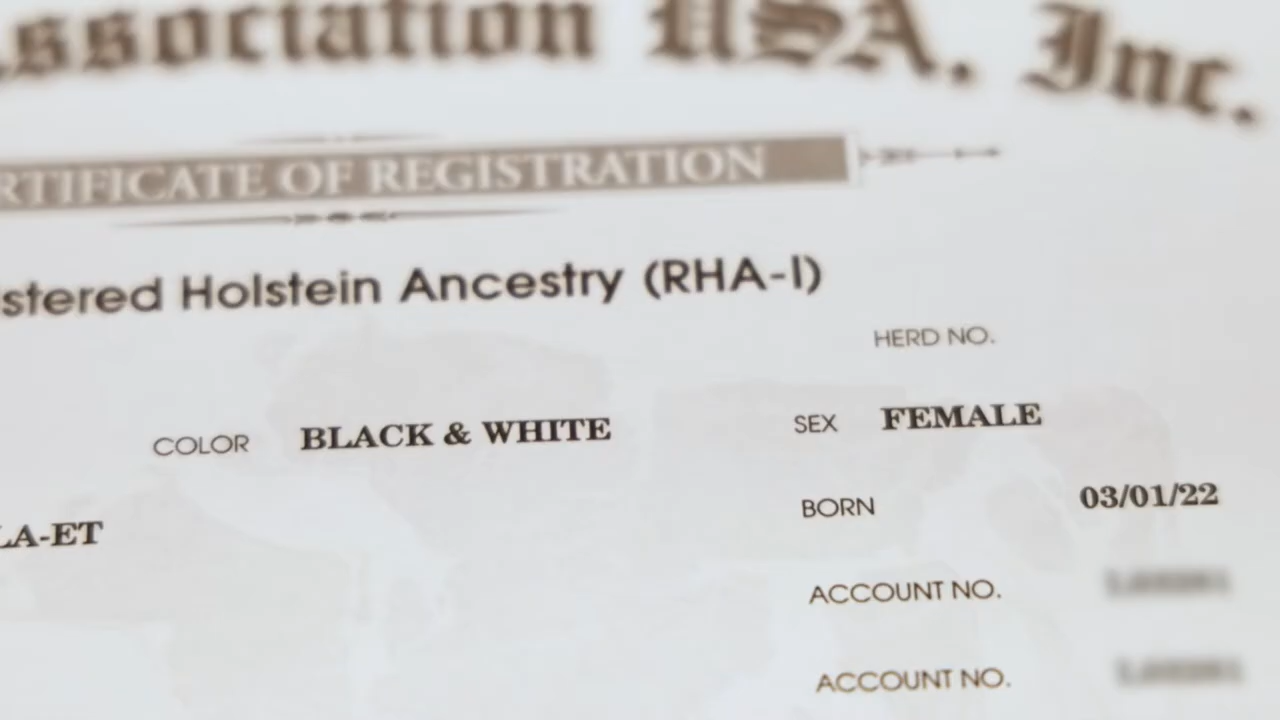 ssociation USA, Inc.
RTIFICATE OF REGISTRATION
stered Holstein Ancestry (RHA-I)
HERD NO.
COLOR BLACK & WHITE SEX FEMALE
BORN 03/01/22
LA-ET
ACCOUNT NO.
ACCOUNT NO.